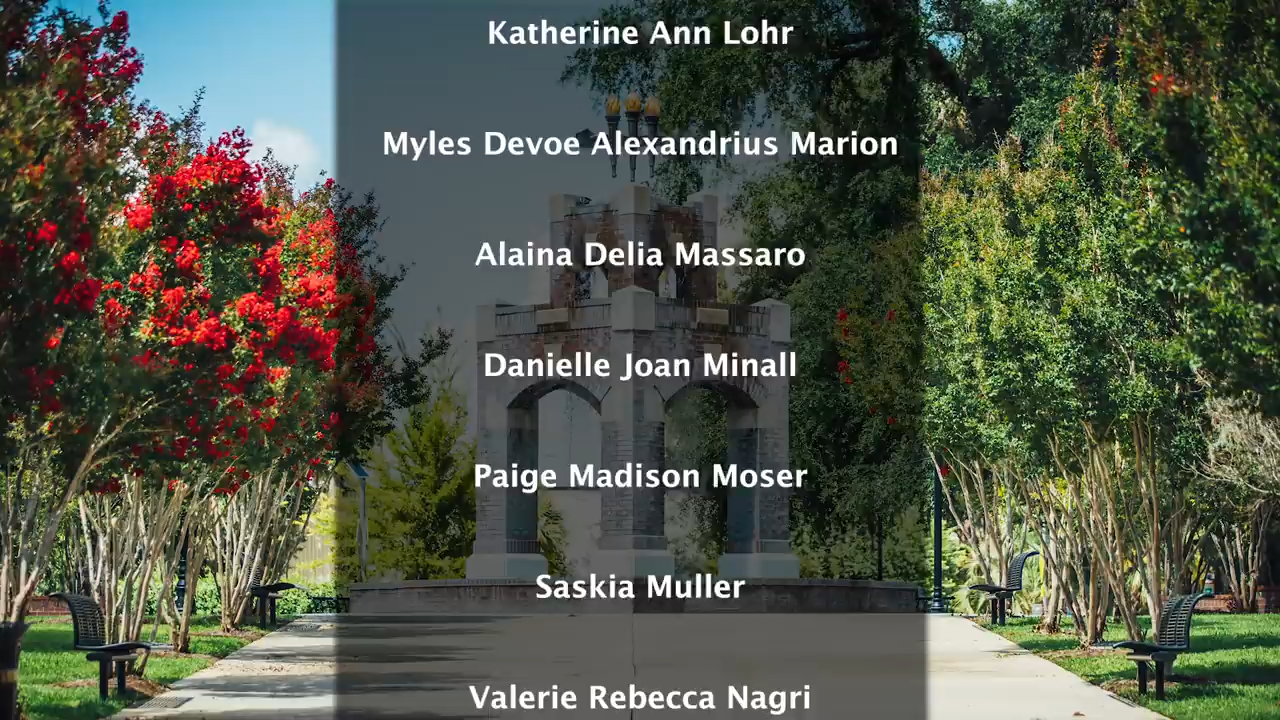 Katherine Ann Lohr
Myles Devoe Alexandrius Marion
Alaina Delia Massaro
Danielle Joan Minall
Paige Madison Moser
Saskia Muller
Valerie Rebecca Nagri